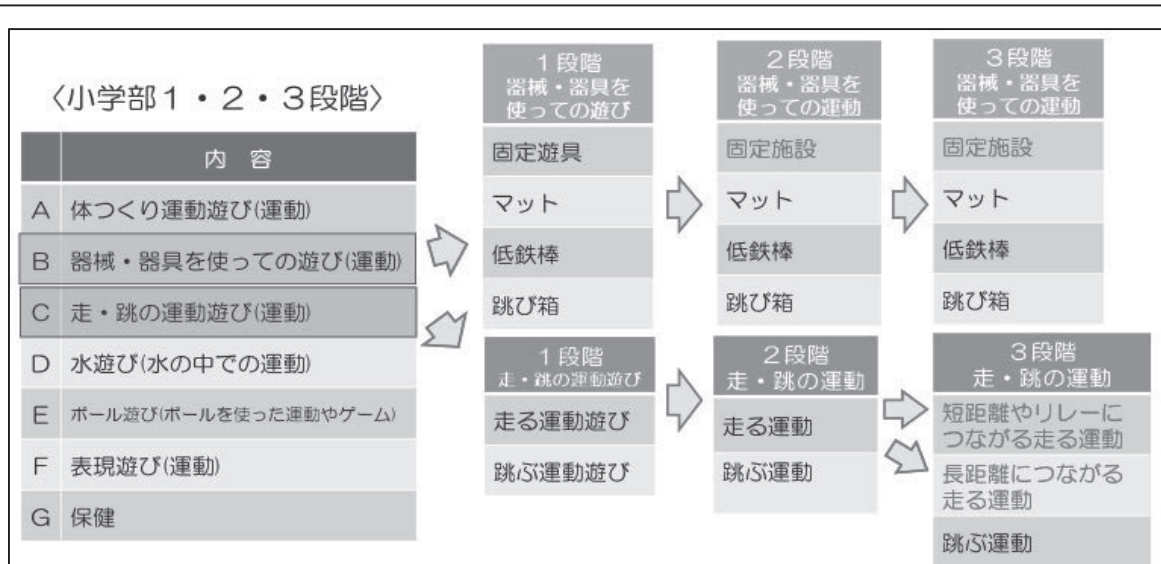 〈小学部1・2・3段階〉
内 容
A 体つくり運動遊び(運動)
B 器械・器具を使っての遊び(運動)
C 走・跳の運動遊び(運動)
D 水遊び(水の中での運動)
E ボール遊び(ボールを使った運動やゲーム)
F 表現遊び(運動)
G 保健
1段階
器械・器具を
使っての遊び
固定遊具
マット
低鉄棒
跳び箱
2段階
器械・器具を
使っての運動
固定施設
マット
低鉄棒
跳び箱
3段階
器械・器具を
使っての運動
固定施設
マット
低鉄棒
跳び箱
1段階
走・跳の運動遊び
走る運動遊び
跳ぶ運動遊び
2段階
走・跳の運動
走る運動
跳ぶ運動
3段階
走・跳の運動
短距離やリレーに
つながる走る運動
長距離につながる
走る運動
跳ぶ運動